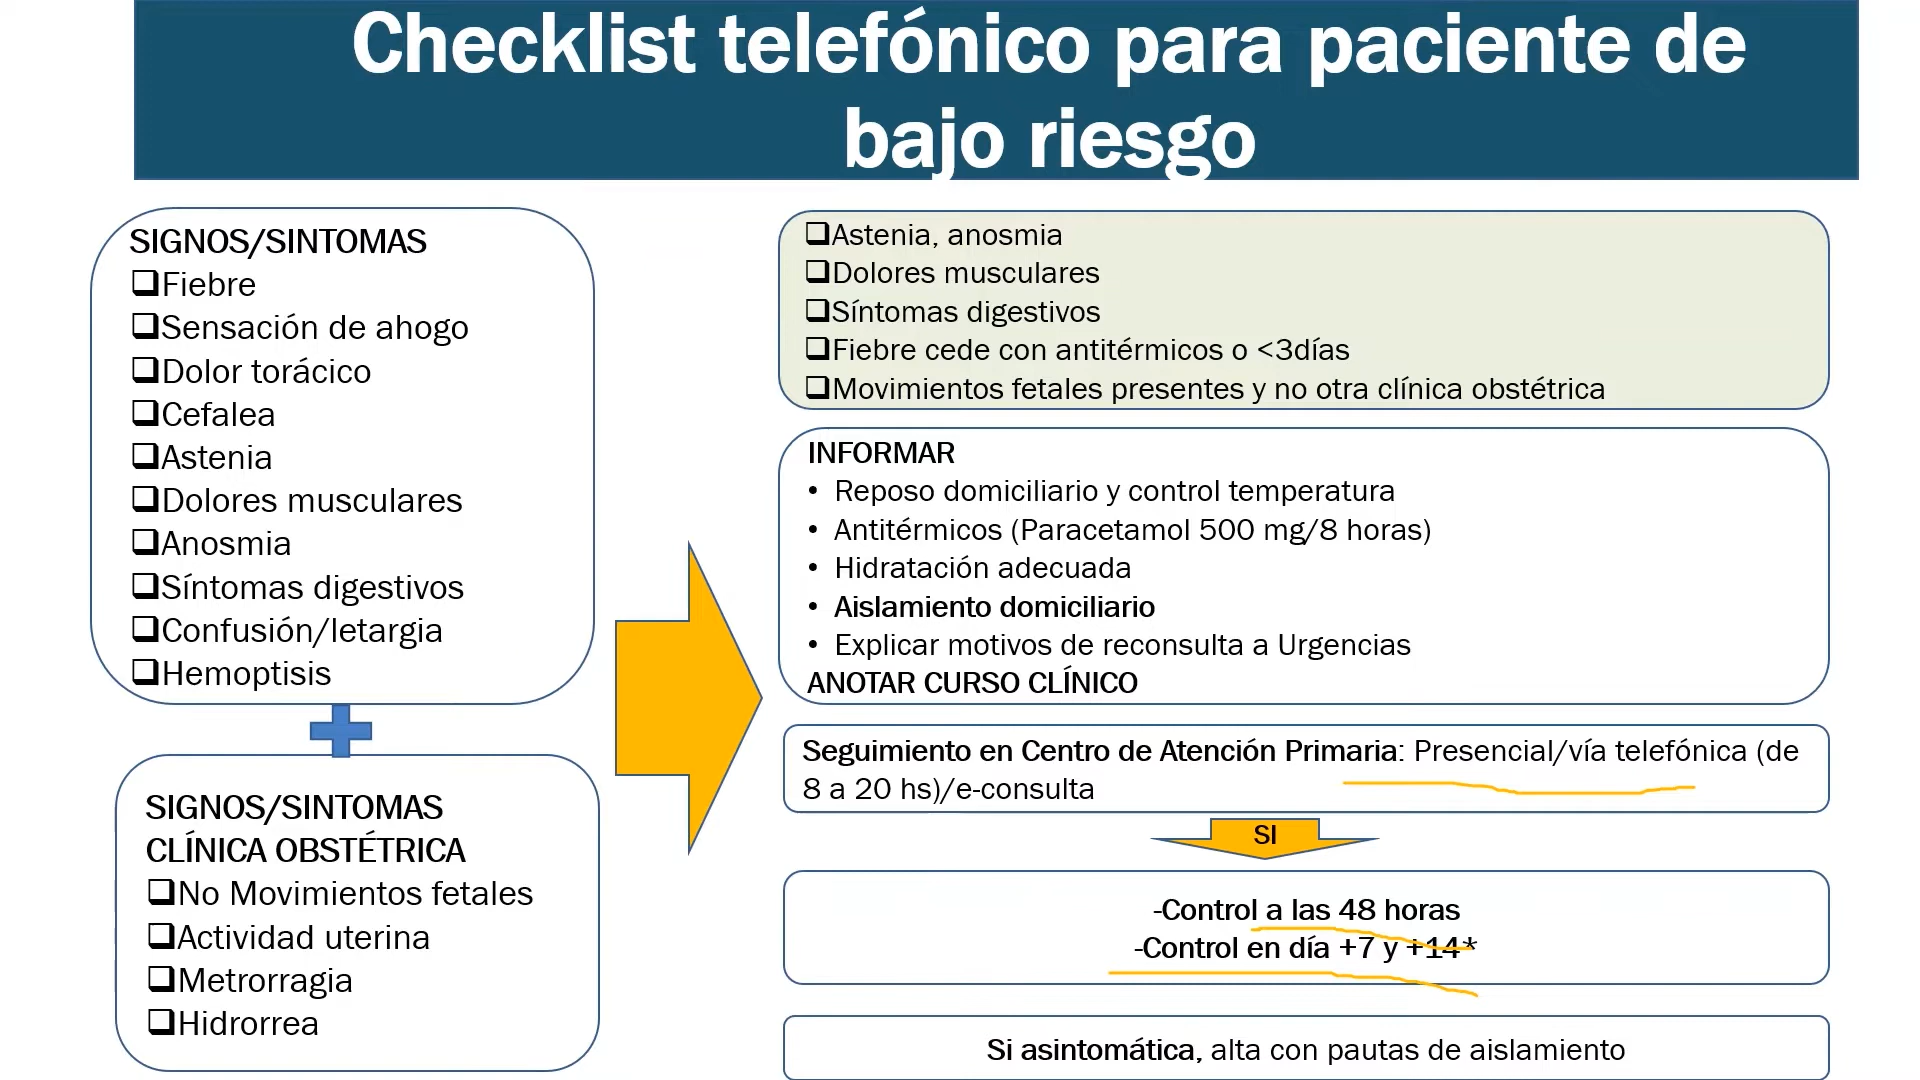 Checklist telefónico para paciente de
bajo riesgo
SIGNOS/SINTOMAS
❑Fiebre
❑Sensación de ahogo
❑Dolor torácico
❑Cefalea
❑Astenia
❑Dolores musculares
❑Anosmia
❑Síntomas digestivos
❑Confusión/letargia
❑Hemoptisis
SIGNOS/SINTOMAS
CLÍNICA OBSTÉTRICA
❑No Movimientos fetales
❑Actividad uterina
❑Metrorragia
❑Hidrorrea
❑Astenia, anosmia
❑Dolores musculares
❑Síntomas digestivos
❑Fiebre cede con antitérmicos o <3días
❑Movimientos fetales presentes y no otra clínica obstétrica
INFORMAR
• Reposo domiciliario y control temperatura
• Antitérmicos (Paracetamol 500 mg/8 horas)
• Hidratación adecuada
• Aislamiento domiciliario
• Explicar motivos de reconsulta a Urgencias
ANOTAR CURSO CLÍNICO
Seguimiento en Centro de Atención Primaria: Presencial/vía telefónica (de
8 a 20 hs)/e-consulta
SI
-Control a las 48 horas
-Control en día +7 y +14*
Si asintomática, alta con pautas de aislamiento